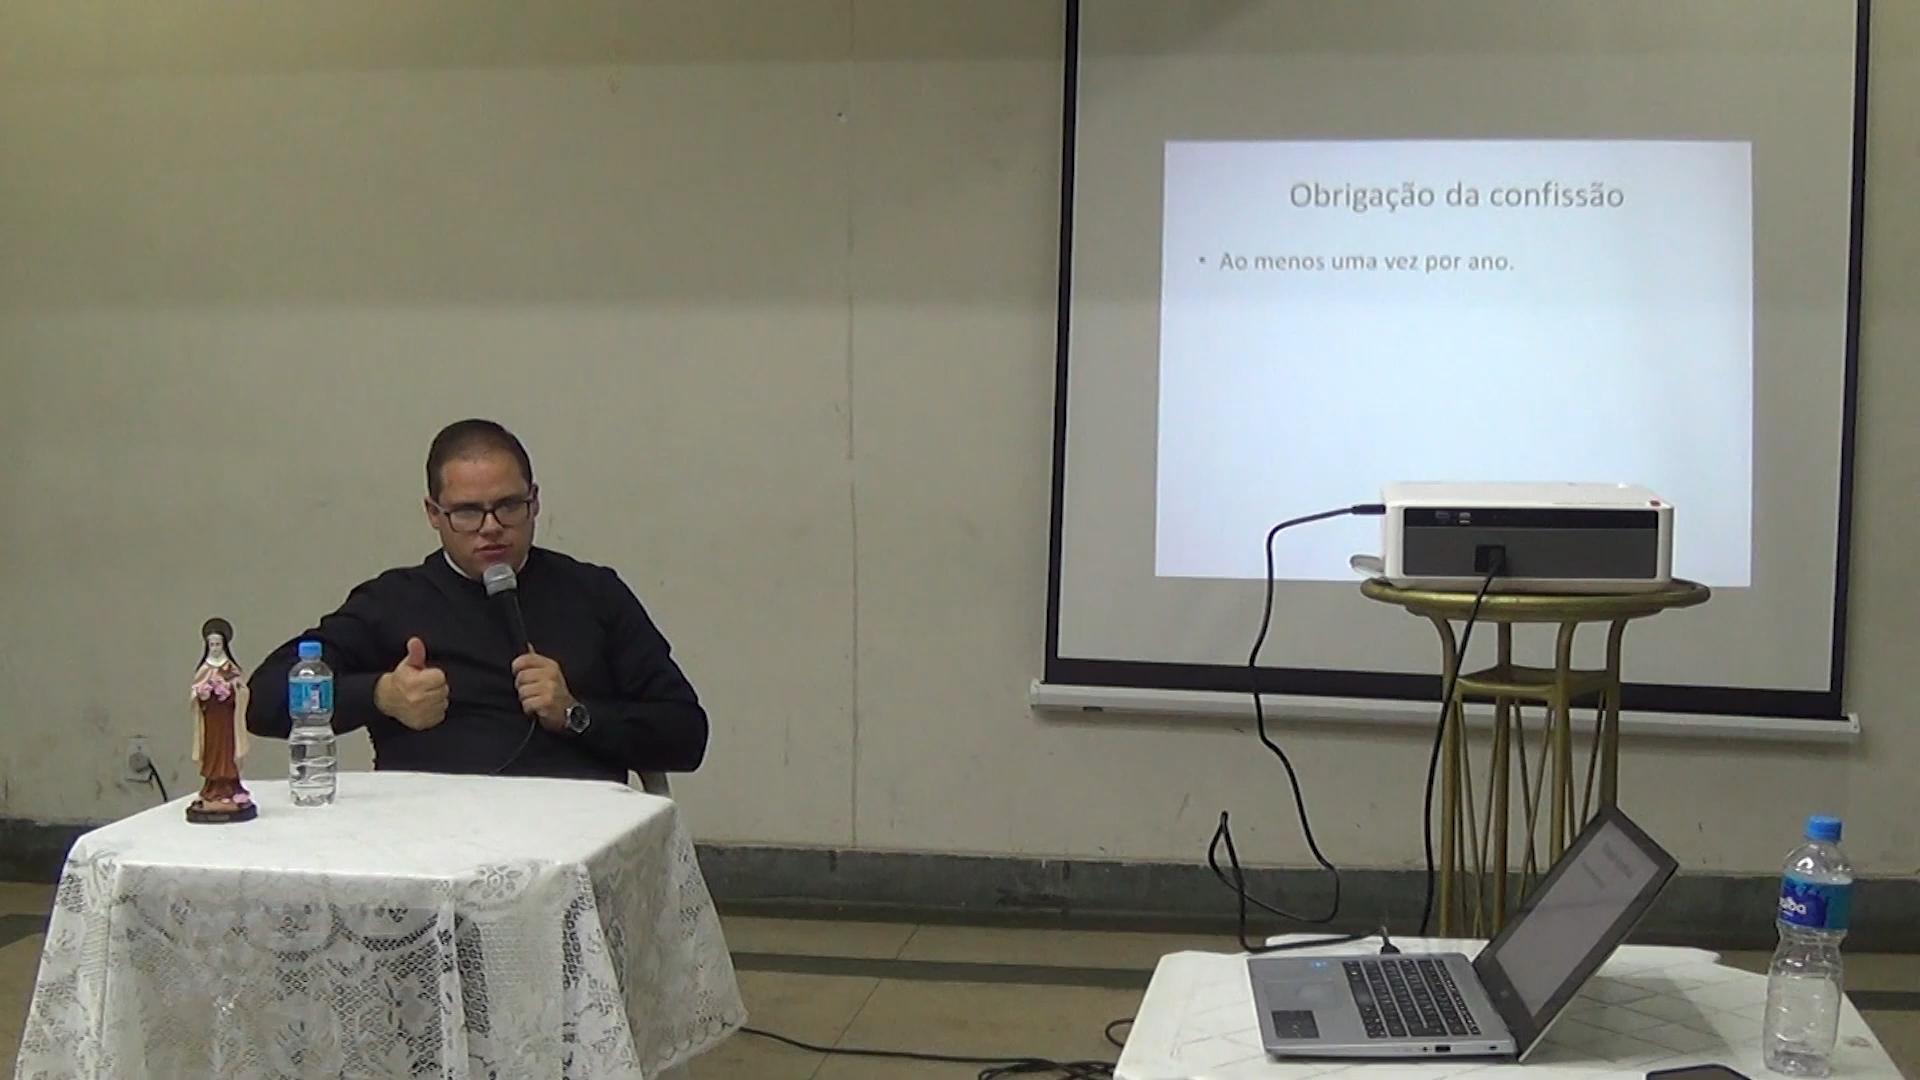 Obrigação da confissão
• Ao menos uma vez por ano.